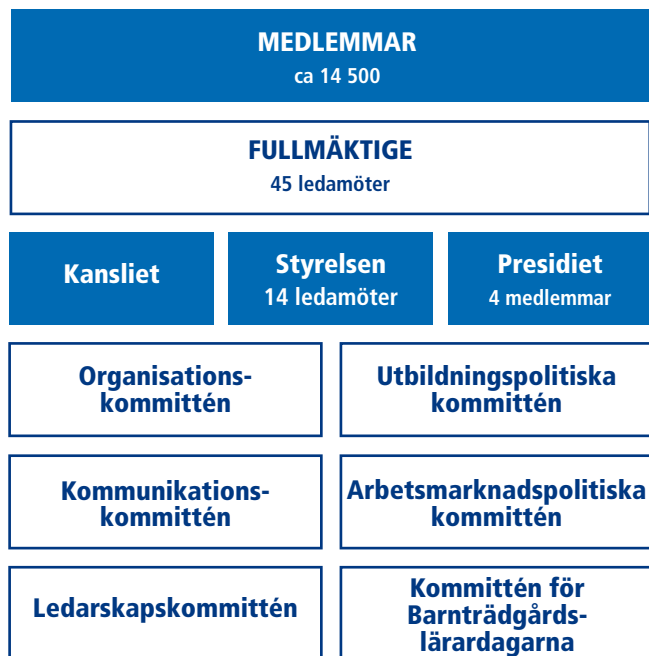 MEDLEMMAR
ca 14 500
FULLMÄKTIGE
45 ledamöter
Kansliet
Styrelsen
14 ledamöter
Presidiet
4 medlemmar
Organisations-
kommittén
Utbildningspolitiska
kommittén
Kommunikations-
kommittén
Arbetsmarknadspolitiska
kommittén
Ledarskapskommittén
Kommittén för
Barnträdgårds-
lärardagarna